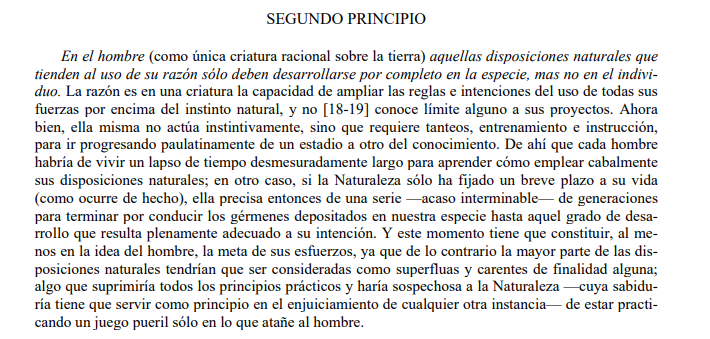 SEGUNDO PRINCIPIO
En el hombre (como única criatura racional sobre la tierra) aquellas disposiciones naturales que
tienden al uso de su razón sólo deben desarrollarse por completo en la especie, mas no en el indivi-
duo. La razón es en una criatura la capacidad de ampliar las reglas e intenciones del uso de todas sus
fuerzas por encima del instinto natural, y no [18-19] conoce límite alguno a sus proyectos. Ahora
bien, ella misma no actúa instintivamente, sino que requiere tanteos, entrenamiento e instrucción,
para ir progresando paulatinamente de un estadio a otro del conocimiento. De ahí que cada hombre
habría de vivir un lapso de tiempo desmesuradamente largo para aprender cómo emplear cabalmente
sus disposiciones naturales; en otro caso, si la Naturaleza sólo ha fijado un breve plazo a su vida
(como ocurre de hecho), ella precisa entonces de una serie —acaso interminable— de generaciones
para terminar por conducir los gérmenes depositados en nuestra especie hasta aquel grado de desa-
rrollo que resulta plenamente adecuado a su intención. Y este momento tiene que constituir, al me-
nos en la idea del hombre, la meta de sus esfuerzos, ya que de lo contrario la mayor parte de las dis-
posiciones naturales tendrían que ser consideradas como superfluas y carentes de finalidad alguna;
algo que suprimiría todos los principios prácticos y haría sospechosa a la Naturaleza —cuya sabidu-
ría tiene que servir como principio en el enjuiciamiento de cualquier otra instancia— de estar practi-
cando un juego pueril sólo en lo que atañe al hombre.